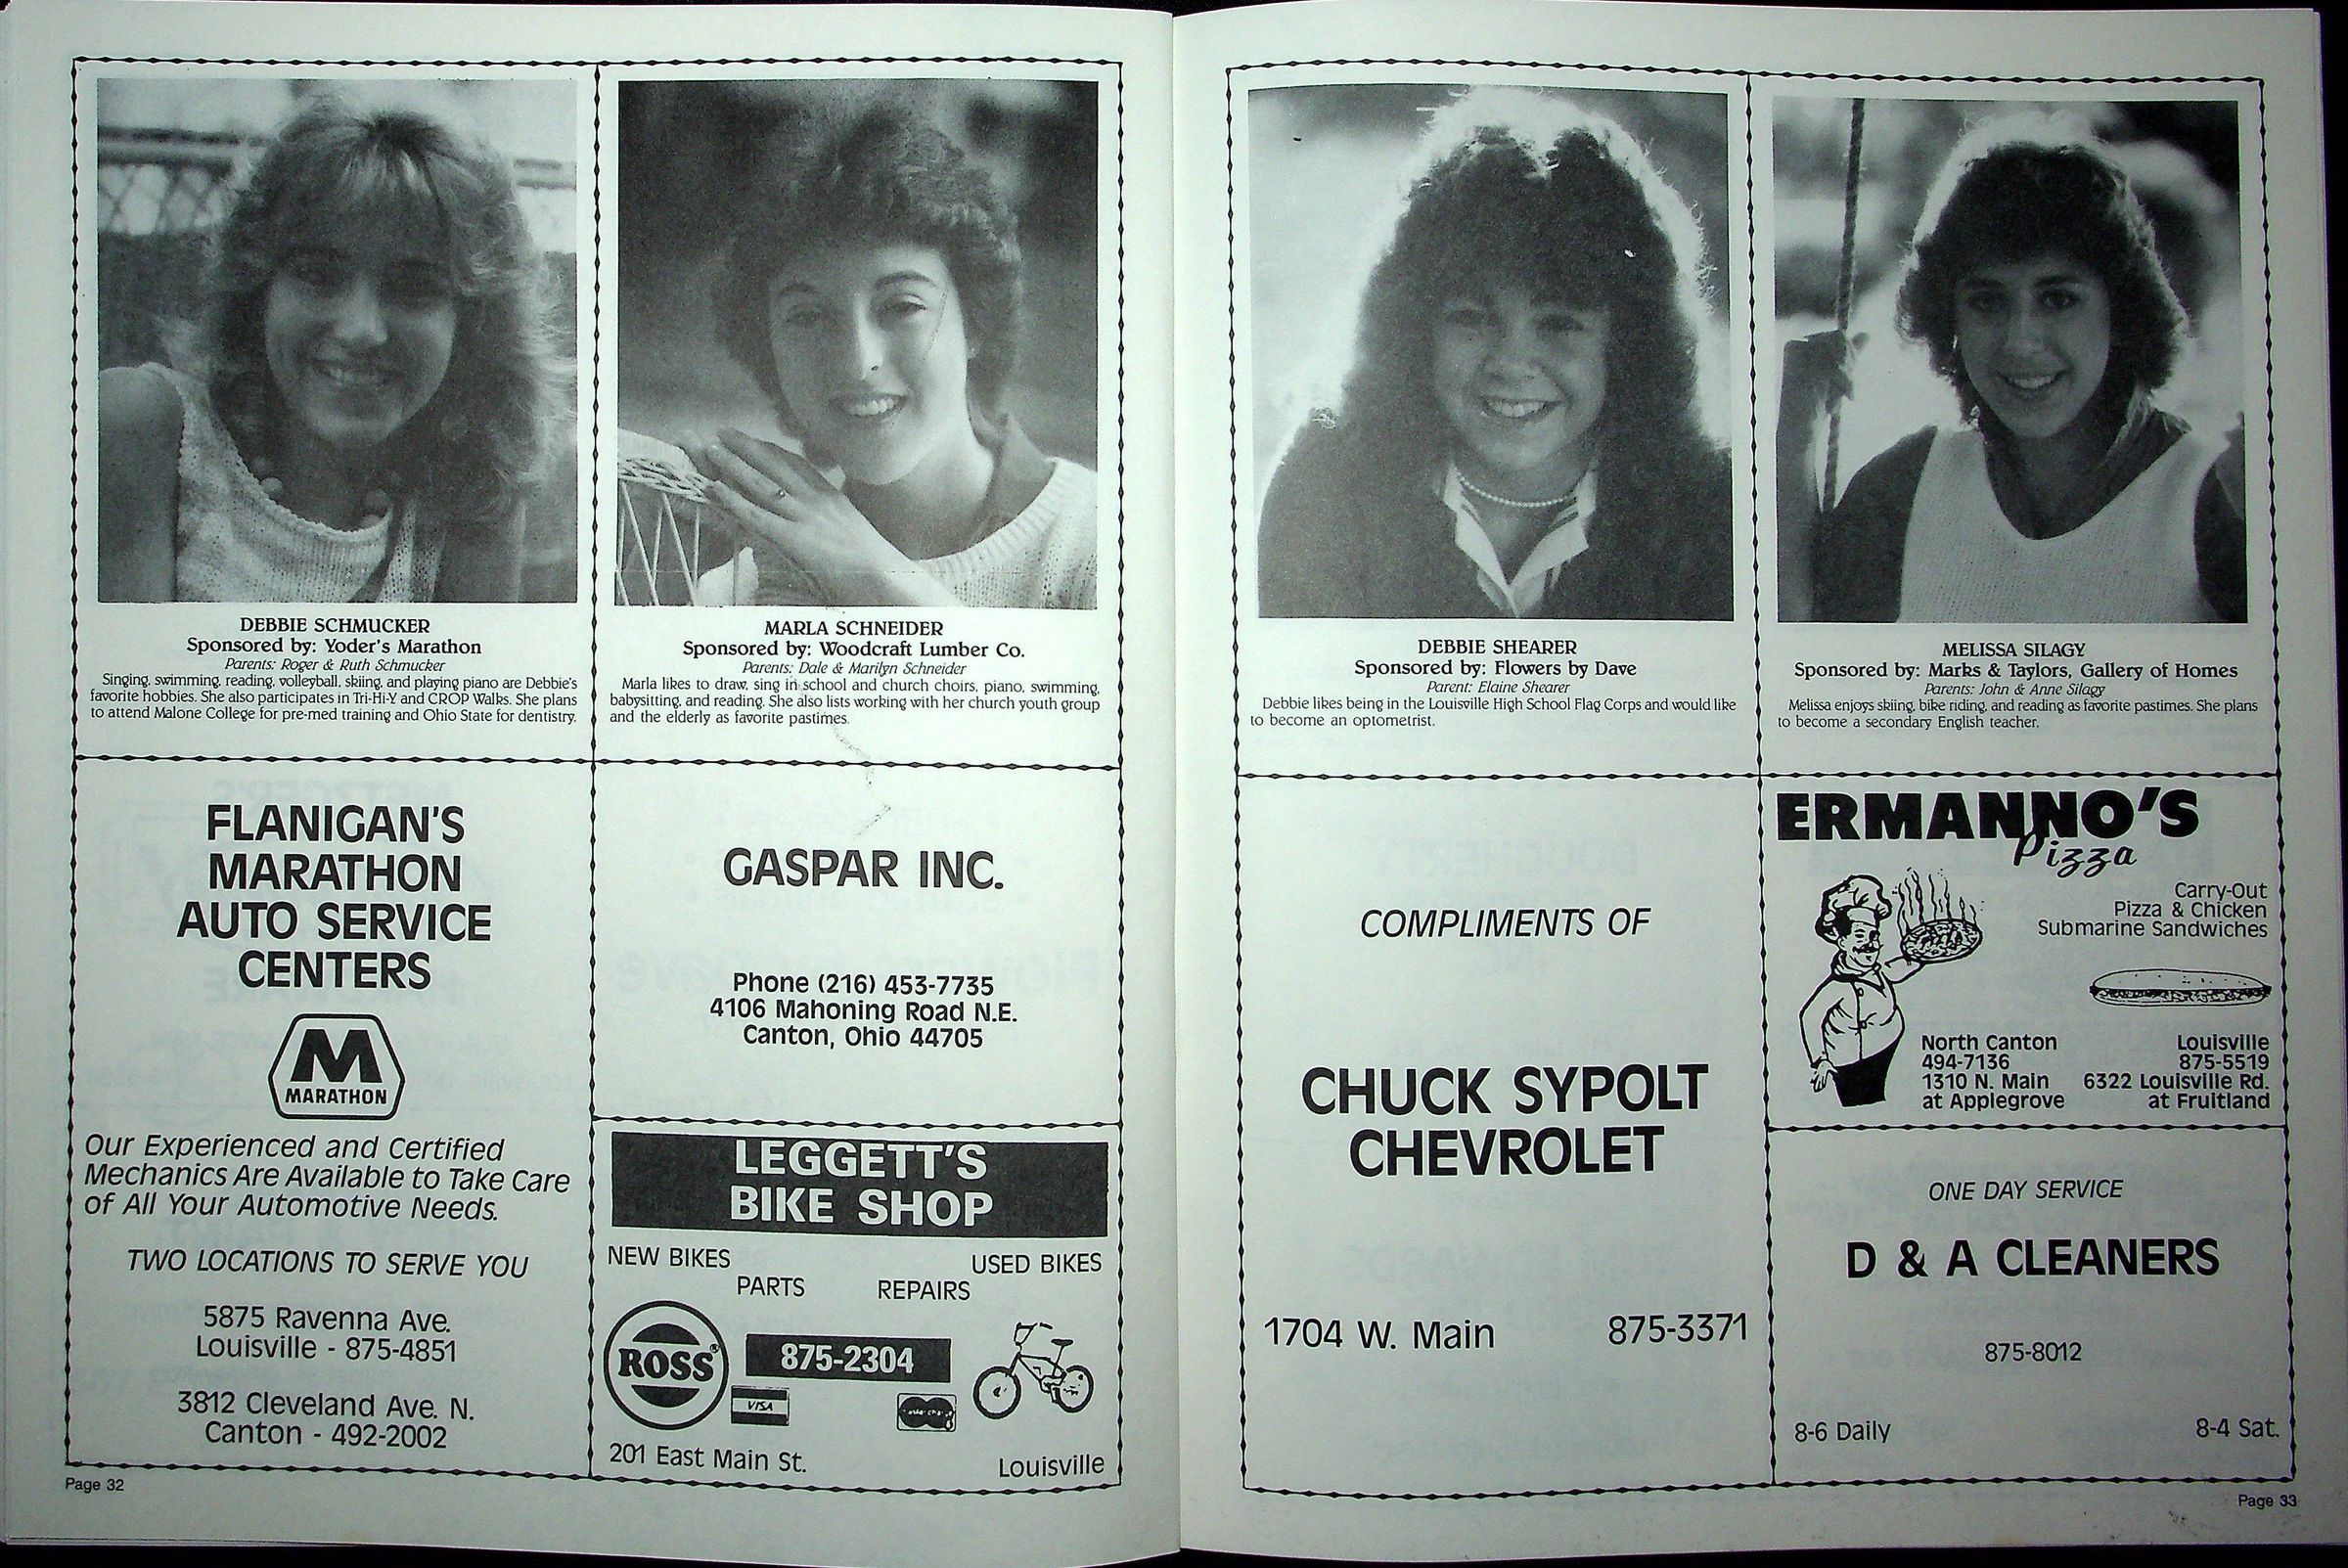 DEBBIE SCHMUCKER
Sponsored by: Yoder's Marathon
Parents: Roger & Ruth Schmucker
Singing, swimming, reading, volleyball, skiing, and playing piano are Debbie's
favorite hobbies. She also participates in Tri-Hi-Y and CROP Walks. She plans
to attend Malone College for pre-med training and Ohio State for dentistry.
MARLA SCHNEIDER
Sponsored by: Woodcraft Lumber Co.
Parents: Dale & Marilyn Schneider
Marla likes to draw, sing in school and church choirs, piano, swimming,
babysitting, and reading. She also lists working with her church youth group
and the elderly as favorite pastimes.
FLANIGAN'S
MARATHON
AUTO SERVICE
CENTERS
M
MARATHON
Our Experienced and Certified
Mechanics Are Available to Take Care
of All Your Automotive Needs.
TWO LOCATIONS TO SERVE YOU
5875 Ravenna Ave.
Louisville - 875-4851
3812 Cleveland Ave. N.
Canton - 492-2002
GASPAR INC.
Phone (216) 453-7735
4106 Mahoning Road N.E.
Canton, Ohio 44705
LEGGETT'S
BIKE SHOP
NEW BIKES USED BIKES
PARTS REPAIRS
ROSS®
875-2304
VISA
master charge
201 East Main St. Louisville
Page 32
DEBBIE SHEARER
Sponsored by: Flowers by Dave
Parent: Elaine Shearer
Debbie likes being in the Louisville High School Flag Corps and would like
to become an optometrist.
MELISSA SILAGY
Sponsored by: Marks & Taylors, Gallery of Homes
Parents: John & Anne Silagy
Melissa enjoys skiing, bike riding, and reading as favorite pastimes. She plans
to become a secondary English teacher.
COMPLIMENTS OF
CHUCK SYPOLT
CHEVROLET
1704 W. Main 875-3371
ERMANNO'S
Pizza
Carry-Out
Pizza & Chicken
Submarine Sandwiches
North Canton
494-7136
1310 N. Main
at Applegrove
Louisville
875-5519
6322 Louisville Rd.
at Fruitland
ONE DAY SERVICE
D & A CLEANERS
875-8012
8-6 Daily 8-4 Sat.
Page 33